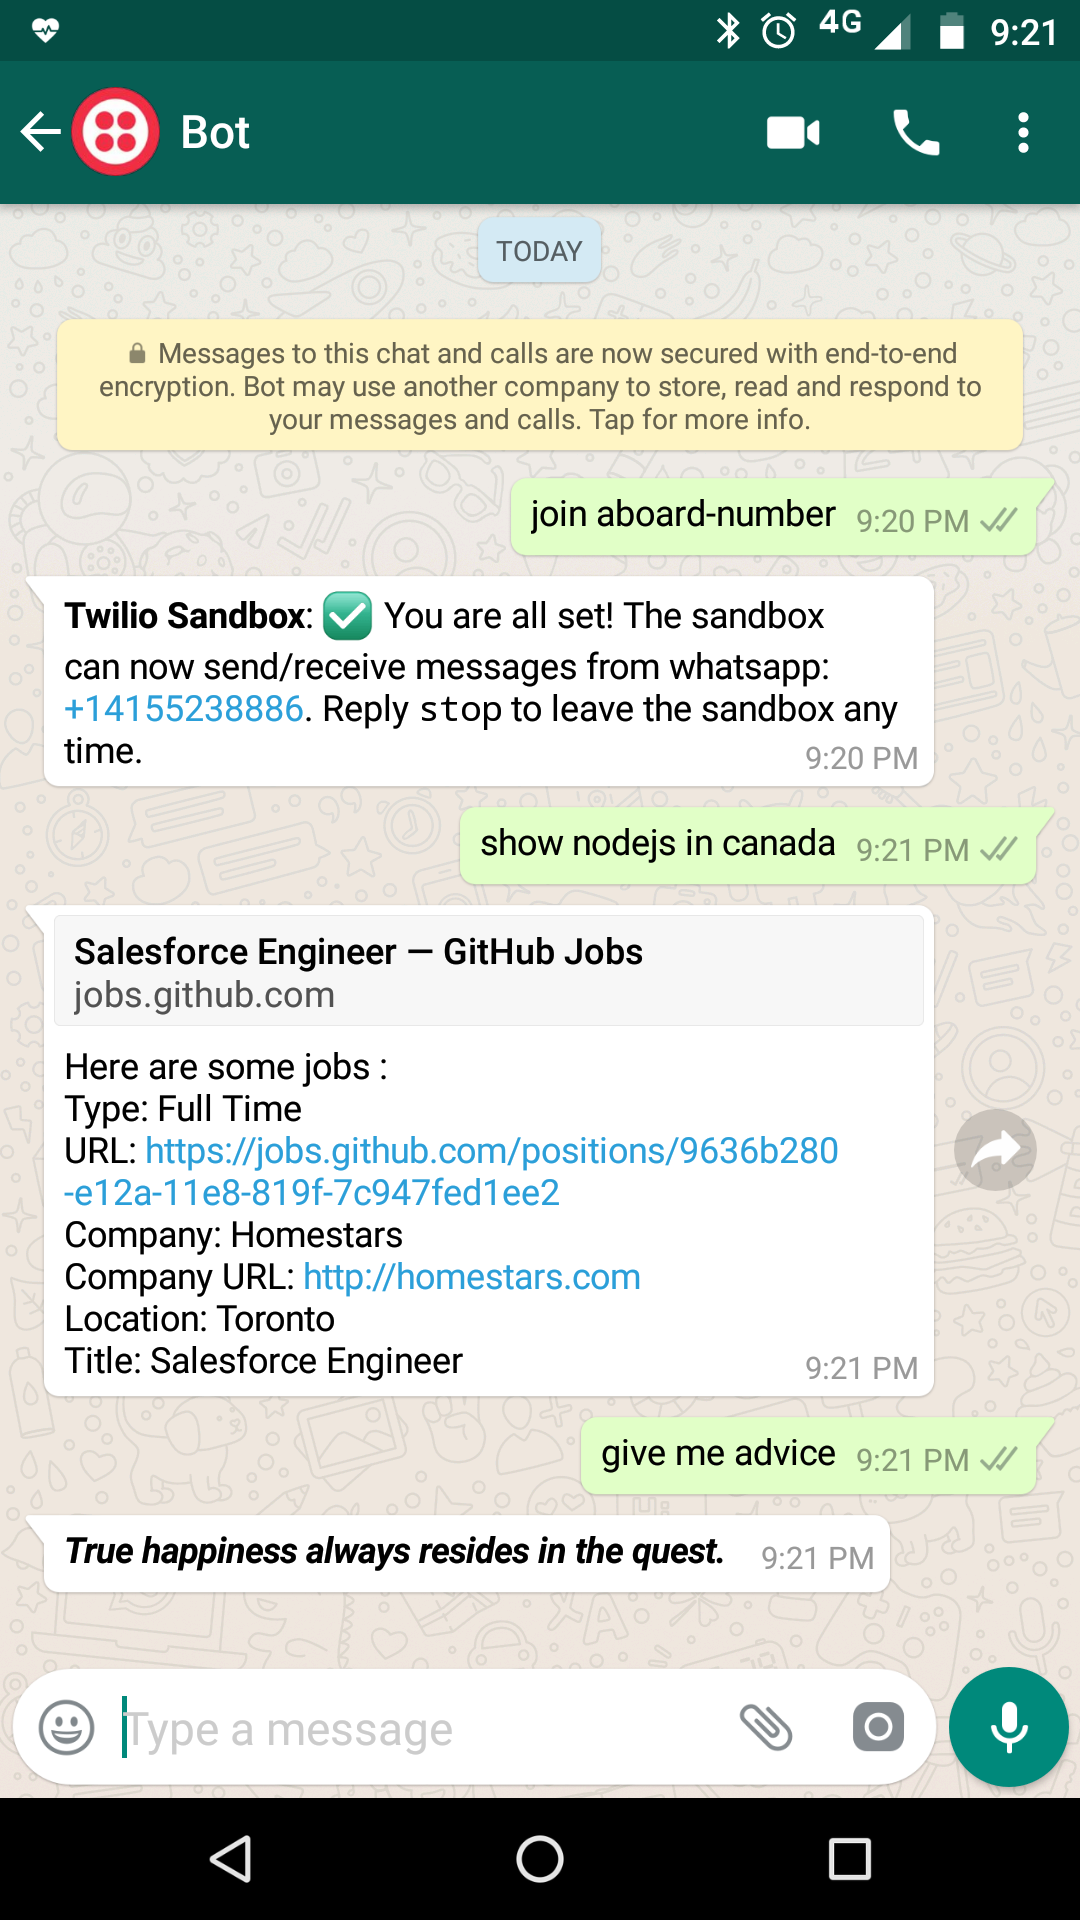 4G 9:21
Bot
TODAY
Messages to this chat and calls are now secured with end-to-end
encryption. Bot may use another company to store, read and respond to
your messages and calls. Tap for more info.
join aboard-number 9:20 PM
Twilio Sandbox: ✅ You are all set! The sandbox
can now send/receive messages from whatsapp:
+14155238886. Reply stop to leave the sandbox any
time. 9:20 PM
show nodejs in canada 9:21 PM
Salesforce Engineer — GitHub Jobs
jobs.github.com
Here are some jobs :
Type: Full Time
URL: https://jobs.github.com/positions/9636b280
-e12a-11e8-819f-7c947fed1ee2
Company: Homestars
Company URL: http://homestars.com
Location: Toronto
Title: Salesforce Engineer 9:21 PM
give me advice 9:21 PM
True happiness always resides in the quest. 9:21 PM
Type a message